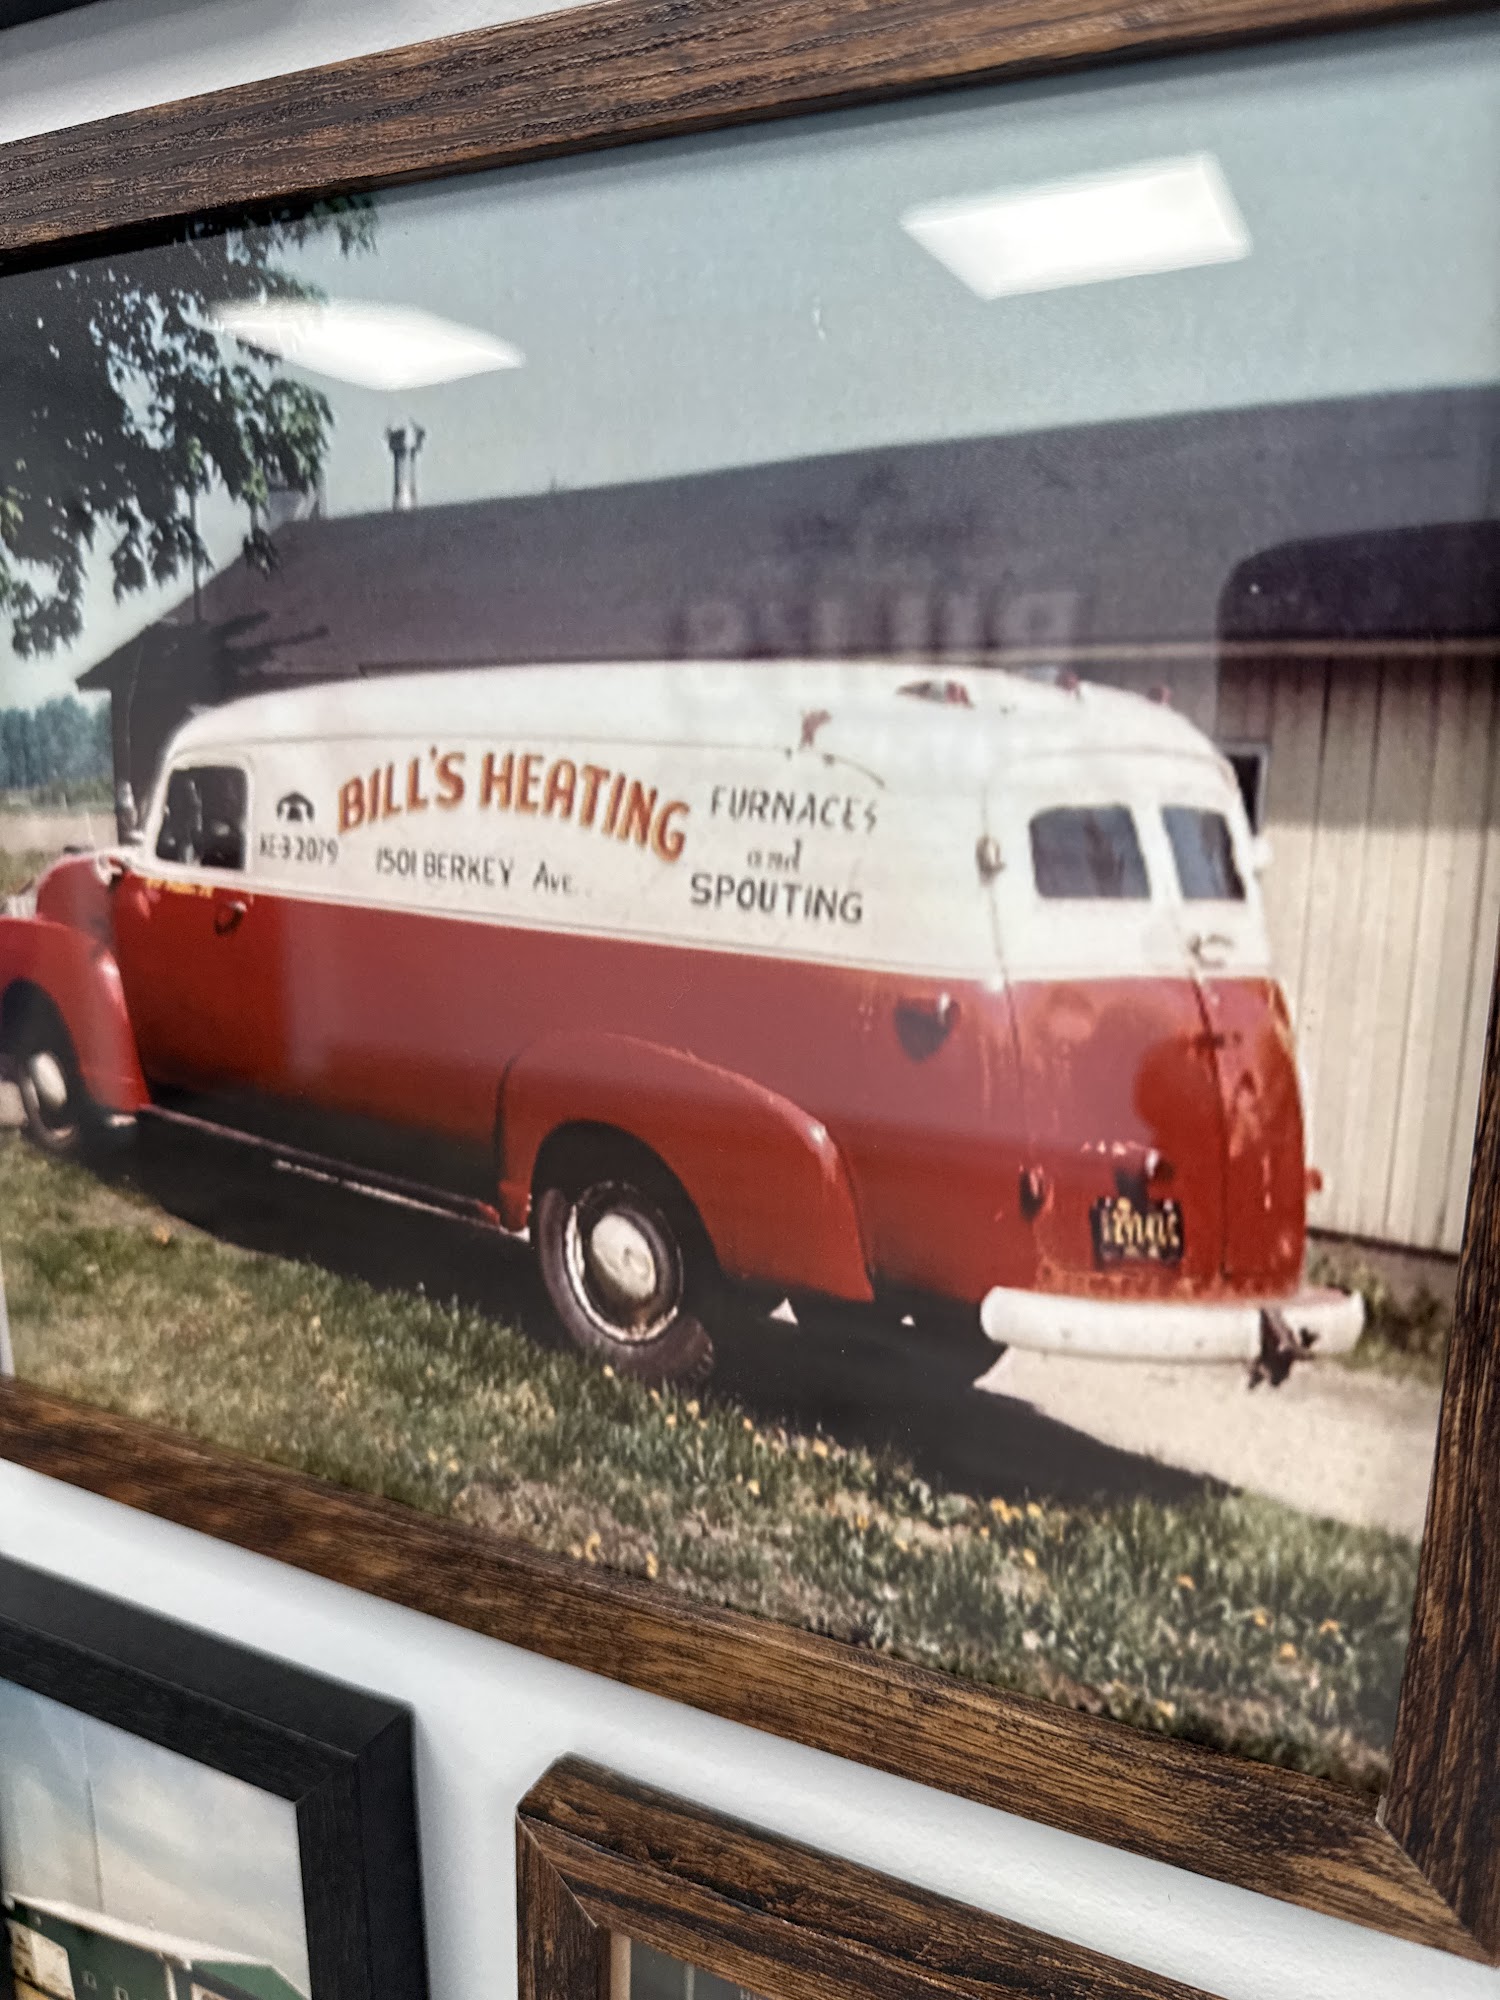 BILL'S HEATING
KE-3-2079
1501 BERKEY AVE.
FURNACES
and
SPOUTING